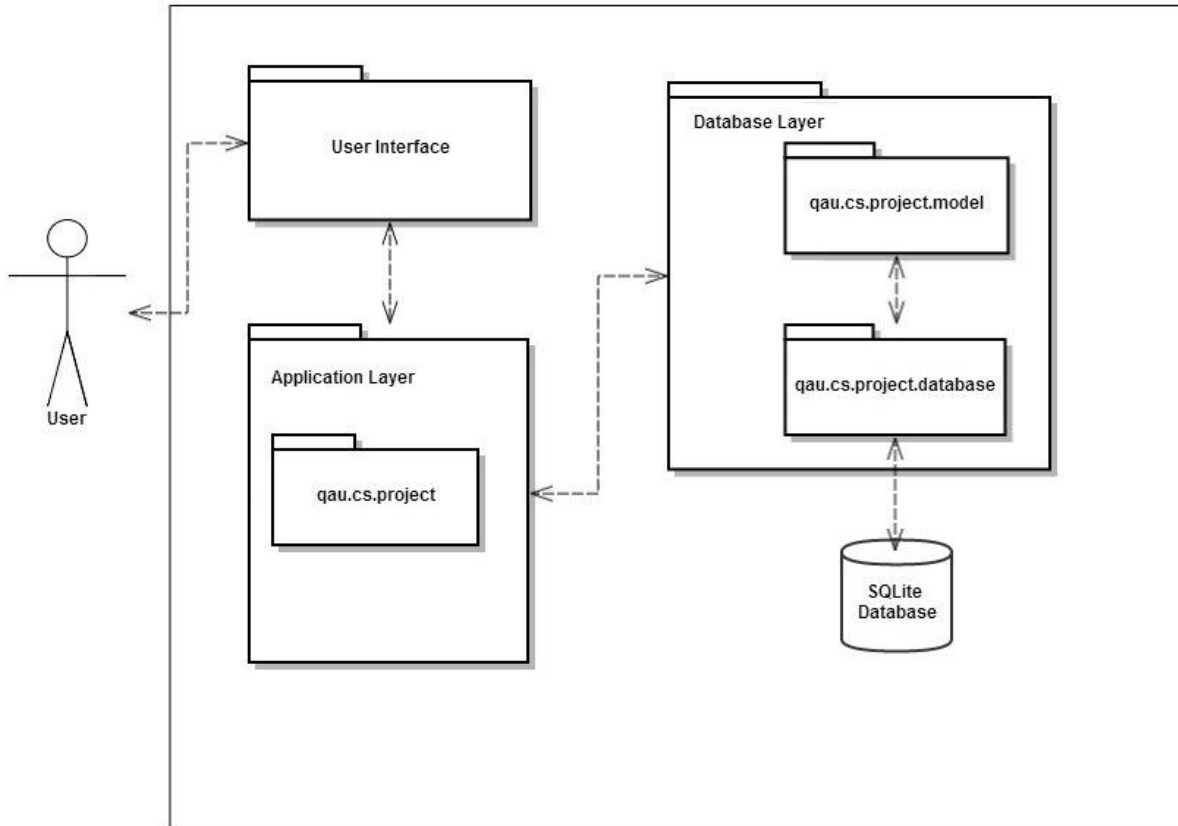 User Interface
Database Layer
qau.cs.project.model
User
Application Layer
qau.cs.project.database
qau.cs.project
SQLite
Database